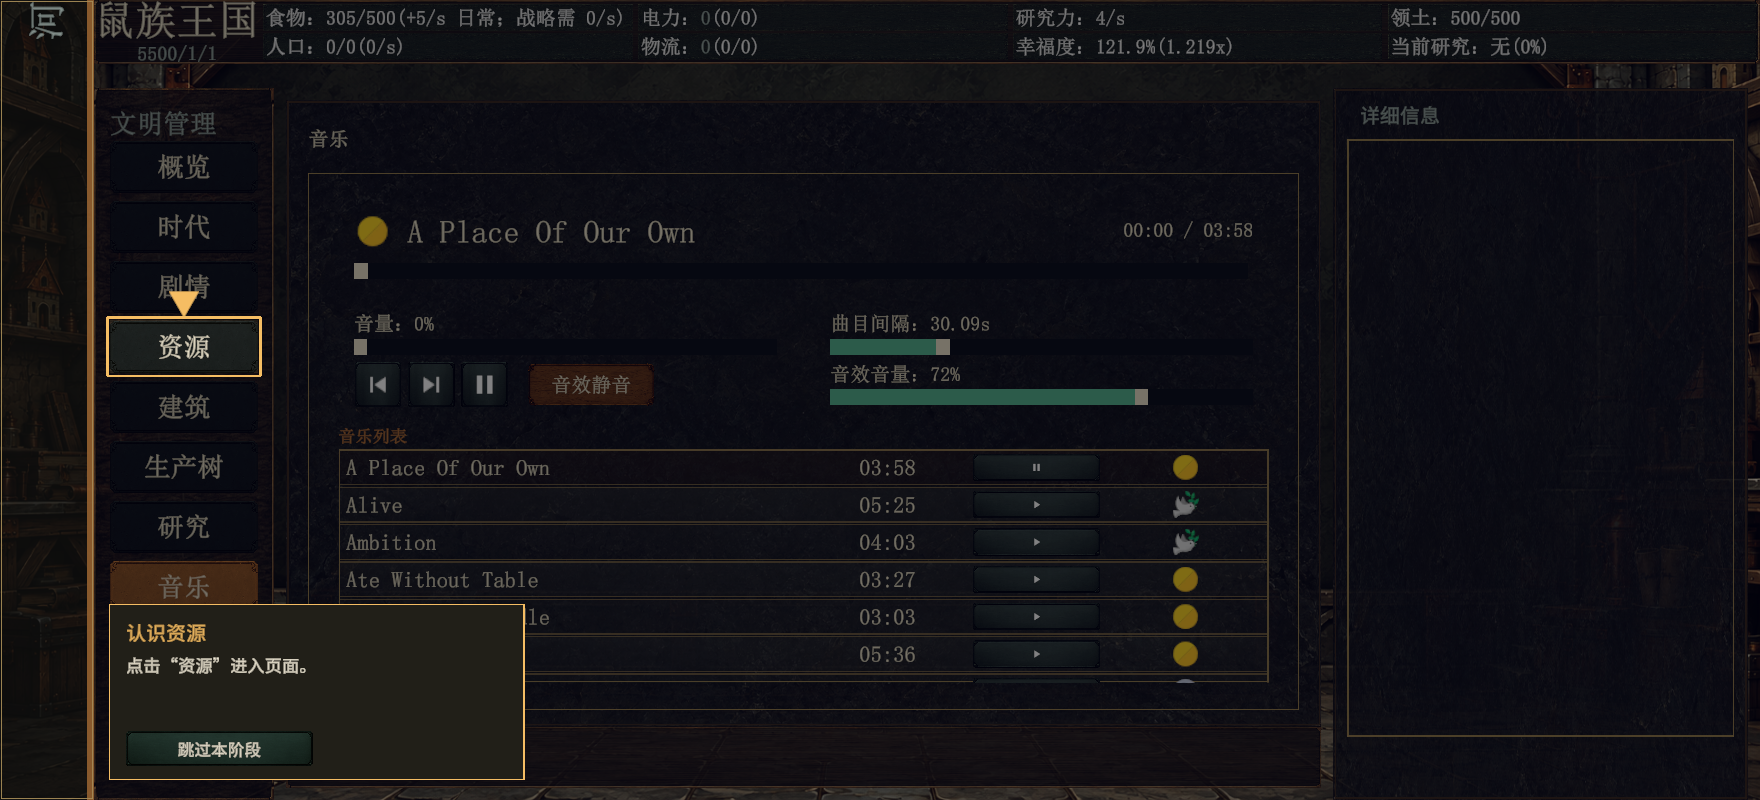 鼠族王国
5500/1/1
食物: 305/500(+5/s 日常; 战略需 0/s)
电力: 0(0/0)
研究力: 4/s
领土: 500/500
人口: 0/0(0/s)
物流: 0(0/0)
幸福度: 121.9%(1.219x)
当前研究: 无(0%)
文明管理
概览
时代
剧情
资源
建筑
生产树
研究
音乐
音乐
A Place Of Our Own
00:00 / 03:58
音量: 0%
曲目间隔: 30.09s
音效静音
音效音量: 72%
音乐列表
A Place Of Our Own 03:58
Alive 05:25
Ambition 04:03
Ate Without Table 03:27
le 03:03
05:36
详细信息
认识资源
点击“资源”进入页面。
跳过本阶段